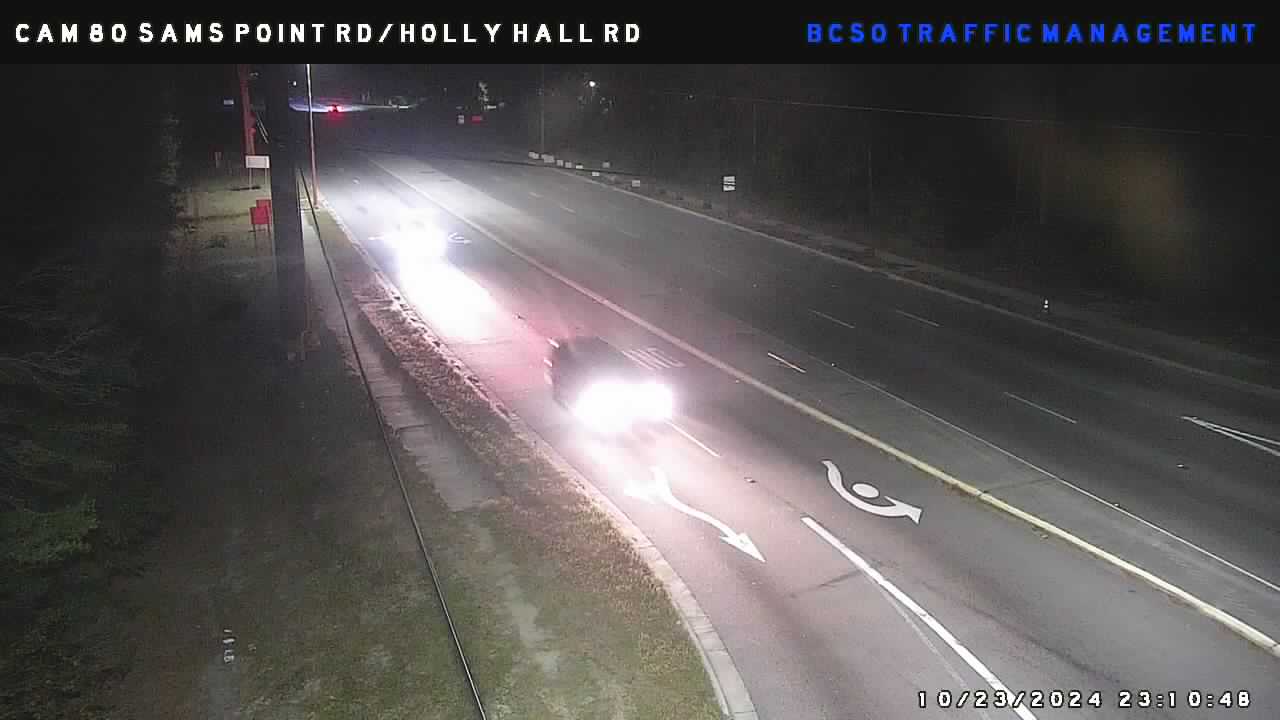 CAM 80 SAMS POINT RD/HOLLY HALL RD
BCSO TRAFFIC MANAGEMENT
10/23/2024 23:10:48